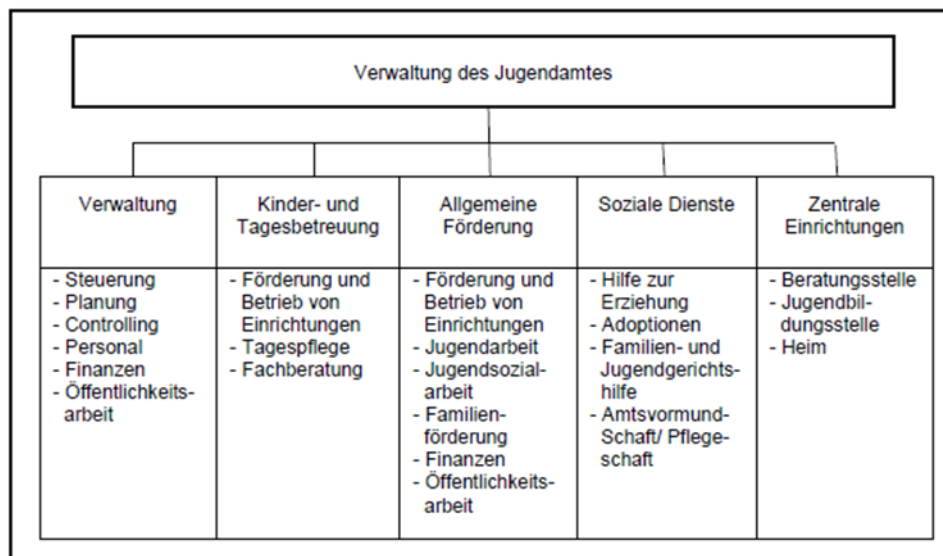 Verwaltung des Jugendamtes
Verwaltung
- Steuerung
- Planung
- Controlling
- Personal
- Finanzen
- Öffentlichkeits-
arbeit
Kinder- und
Tagesbetreuung
- Förderung und
Betrieb von
Einrichtungen
- Tagespflege
- Fachberatung
Allgemeine
Förderung
- Förderung und
Betrieb von
Einrichtungen
- Jugendarbeit
- Jugendsozial-
arbeit
- Familien-
förderung
- Finanzen
- Öffentlichkeits-
arbeit
Soziale Dienste
- Hilfe zur
Erziehung
- Adoptionen
- Familien- und
Jugendgerichts-
hilfe
- Amtsvormund-
Schaft/ Pflege-
schaft
Zentrale
Einrichtungen
- Beratungsstelle
- Jugendbil-
dungsstelle
- Heim